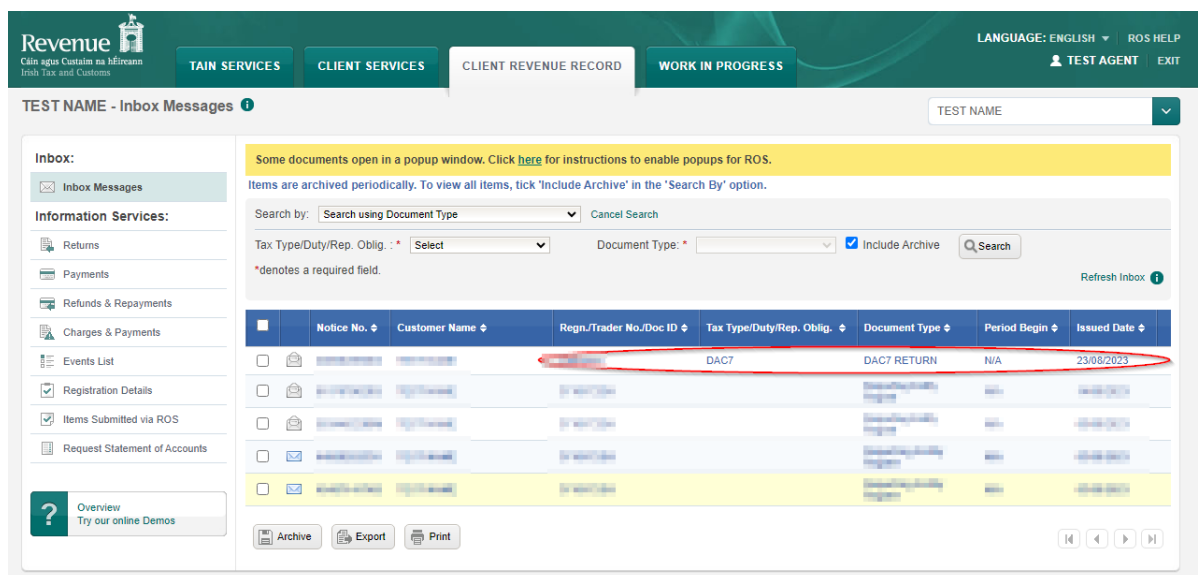 Revenue
Cáin agus Custaim na hÉireann
Irish Tax and Customs
TAIN SERVICES
CLIENT SERVICES
CLIENT REVENUE RECORD
WORK IN PROGRESS
LANGUAGE: ENGLISH
ROS HELP
TEST AGENT
EXIT
TEST NAME - Inbox Messages
TEST NAME
Inbox:
Inbox Messages
Information Services:
Returns
Payments
Refunds & Repayments
Charges & Payments
Events List
Registration Details
Items Submitted via ROS
Request Statement of Accounts
? Overview
Try our online Demos
Some documents open in a popup window. Click here for instructions to enable popups for ROS.
Items are archived periodically. To view all items, tick 'Include Archive' in the 'Search By' option.
Search by: Search using Document Type Cancel Search
Tax Type/Duty/Rep. Oblig. : * Select Document Type: * Include Archive Search
*denotes a required field.
Refresh Inbox
Notice No. Customer Name Regn./Trader No./Doc ID Tax Type/Duty/Rep. Oblig. Document Type Period Begin Issued Date
DAC7 DAC7 RETURN N/A 23/08/2023
Archive Export Print